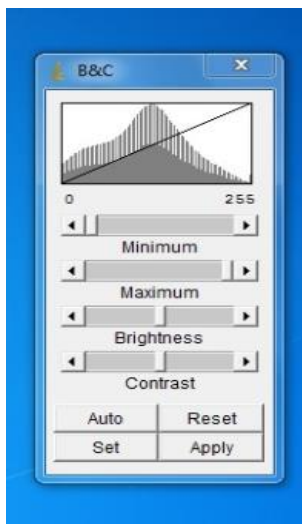 B&C
0 255
Minimum
Maximum
Brightness
Contrast
Auto Reset
Set Apply